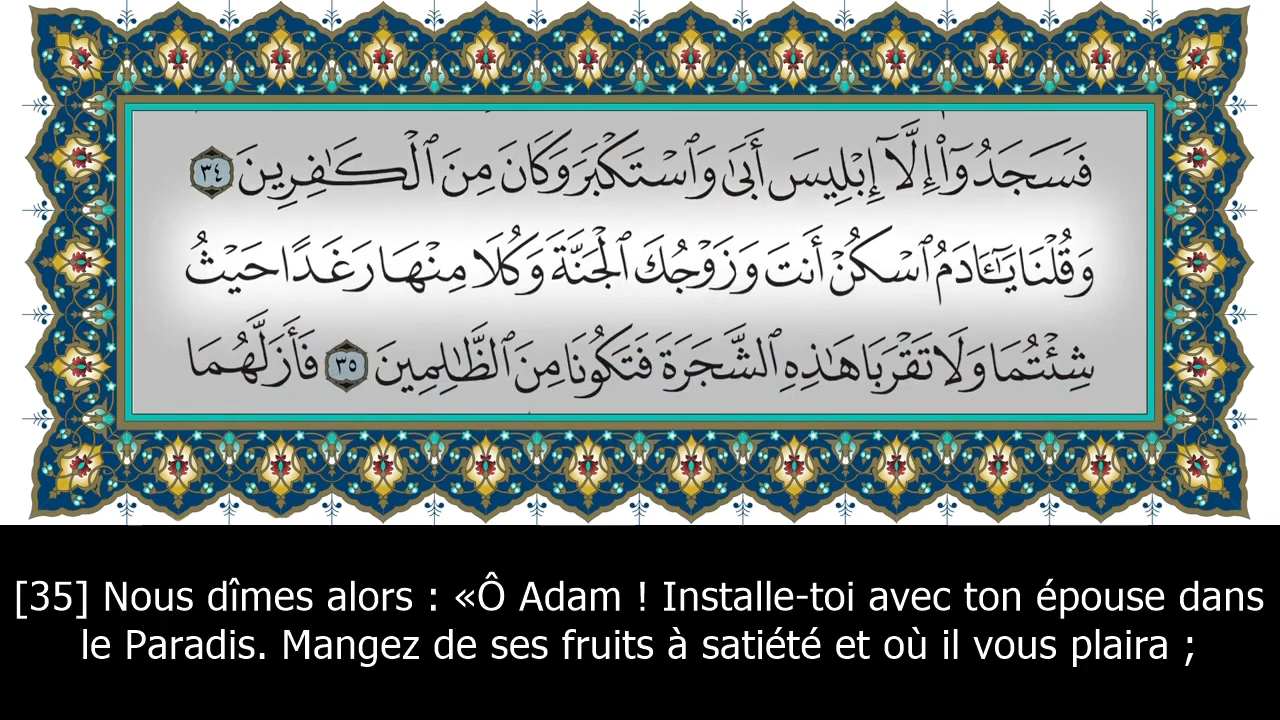 فَسَجَدُوٓا۟ إِلَّآ إِبْلِيسَ أَبَىٰ وَٱسْتَكْبَرَ وَكَانَ مِنَ ٱلْكَـٰفِرِينَ ٣٤
وَقُلْنَا يَـٰٓـَٔادَمُ ٱسْكُنْ أَنتَ وَزَوْجُكَ ٱلْجَنَّةَ وَكُلَا مِنْهَا رَغَدًا حَيْثُ
شِئْتُمَا وَلَا تَقْرَبَا هَـٰذِهِ ٱلشَّجَرَةَ فَتَكُونَا مِنَ ٱلظَّـٰلِمِينَ ٣٥ فَأَزَلَّهُمَا
[35] Nous dîmes alors : «Ô Adam ! Installe-toi avec ton épouse dans
le Paradis. Mangez de ses fruits à satiété et où il vous plaira ;